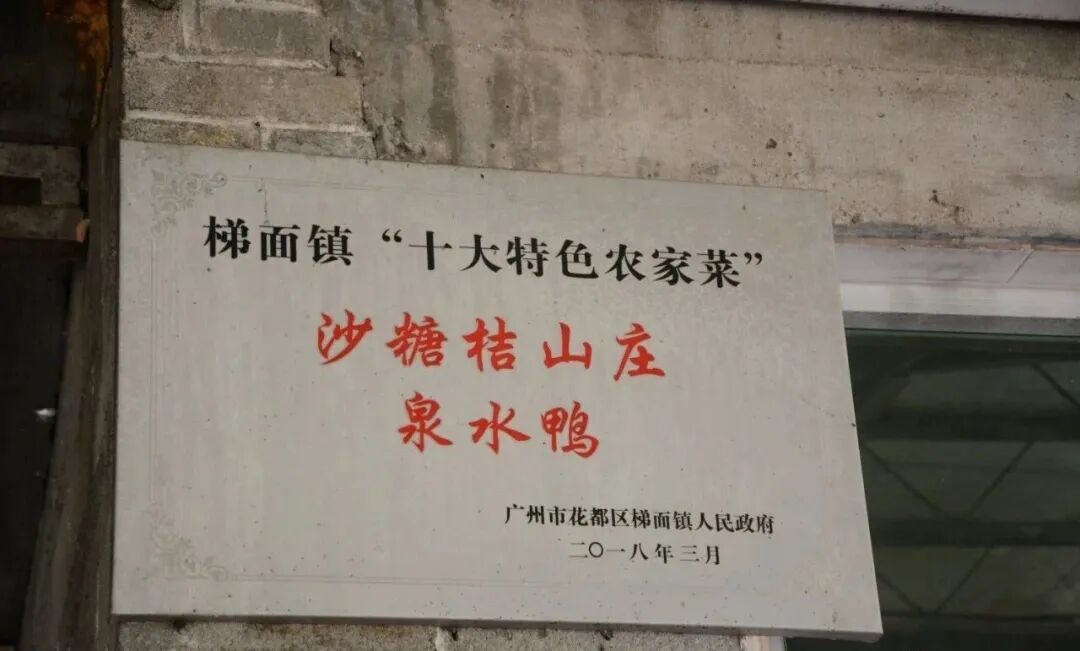 梯面镇“十大特色农家菜”
沙糖桔山庄
泉水鸭
广州市花都区梯面镇人民政府
二〇一八年三月